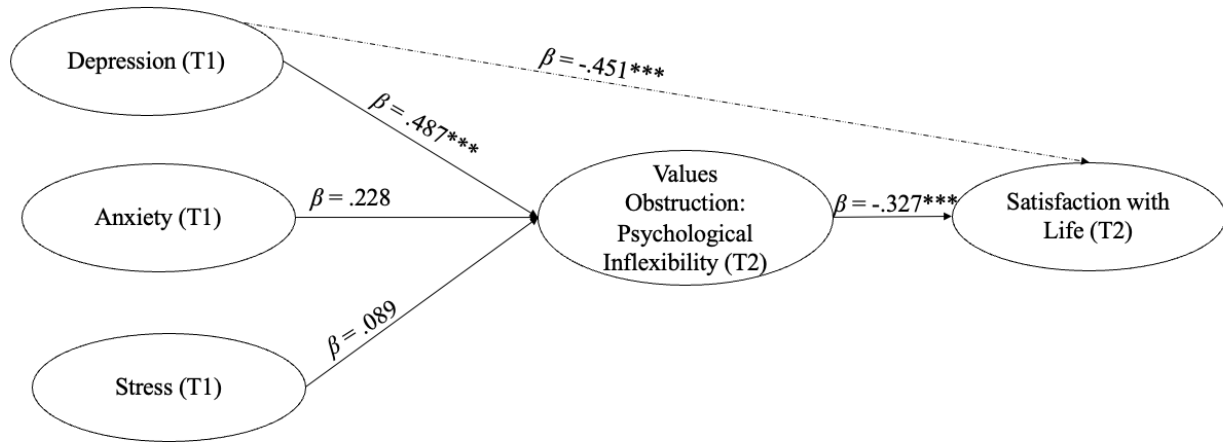 Depression (T1)
β = -.451***
β = .487***
Anxiety (T1)
β = .228
Values
Obstruction:
Psychological
Inflexibility (T2)
β = -.327***
Satisfaction with
Life (T2)
β = .089
Stress (T1)